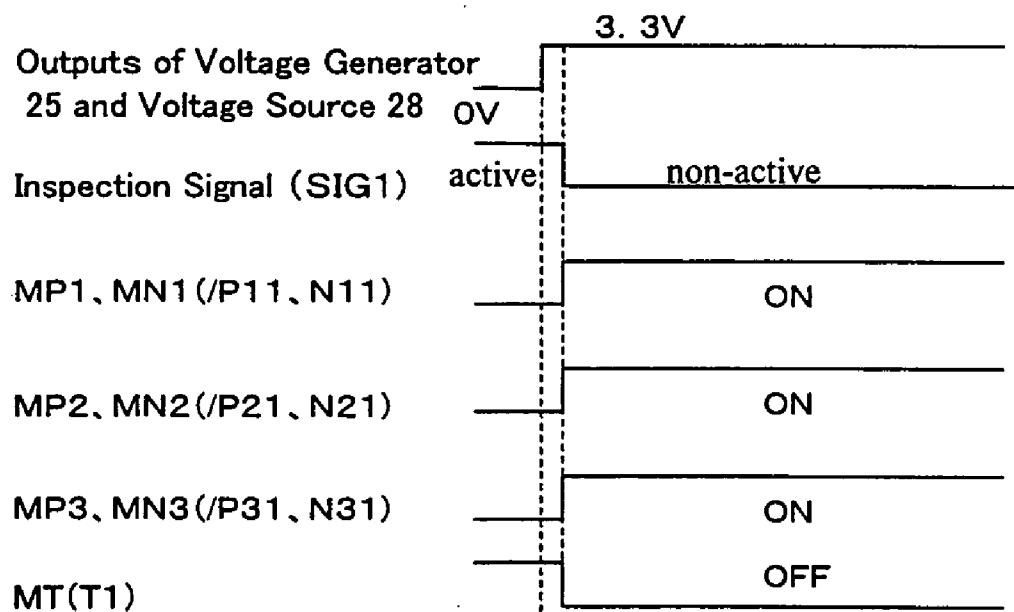 3. 3V
Outputs of Voltage Generator
25 and Voltage Source 28 0V
Inspection Signal (SIG1) active non-active
MP1、MN1(/P11、N11) ON
MP2、MN2(/P21、N21) ON
MP3、MN3(/P31、N31) ON
MT(T1) OFF